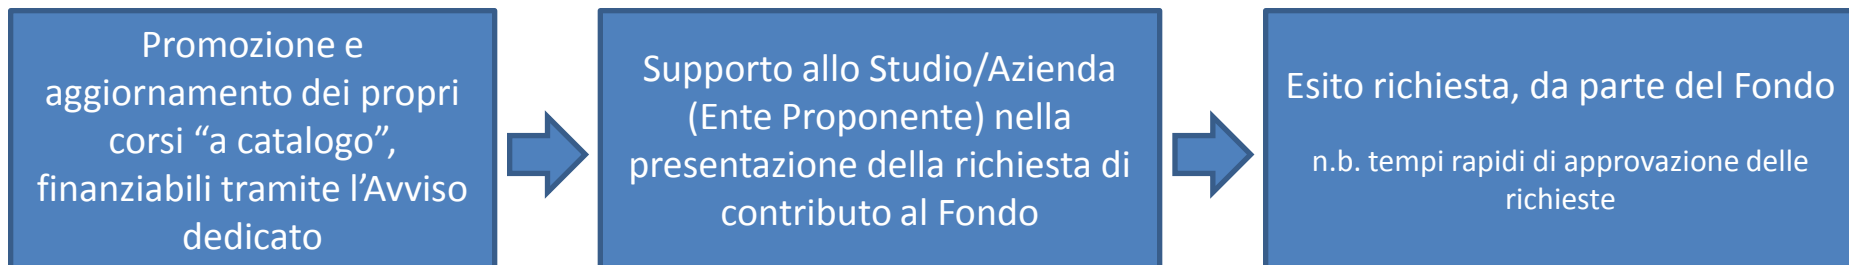 Promozione e
aggiornamento dei propri
corsi “a catalogo”,
finanziabili tramite l’Avviso
dedicato
Supporto allo Studio/Azienda
(Ente Proponente) nella
presentazione della richiesta di
contributo al Fondo
Esito richiesta, da parte del Fondo
n.b. tempi rapidi di approvazione delle
richieste